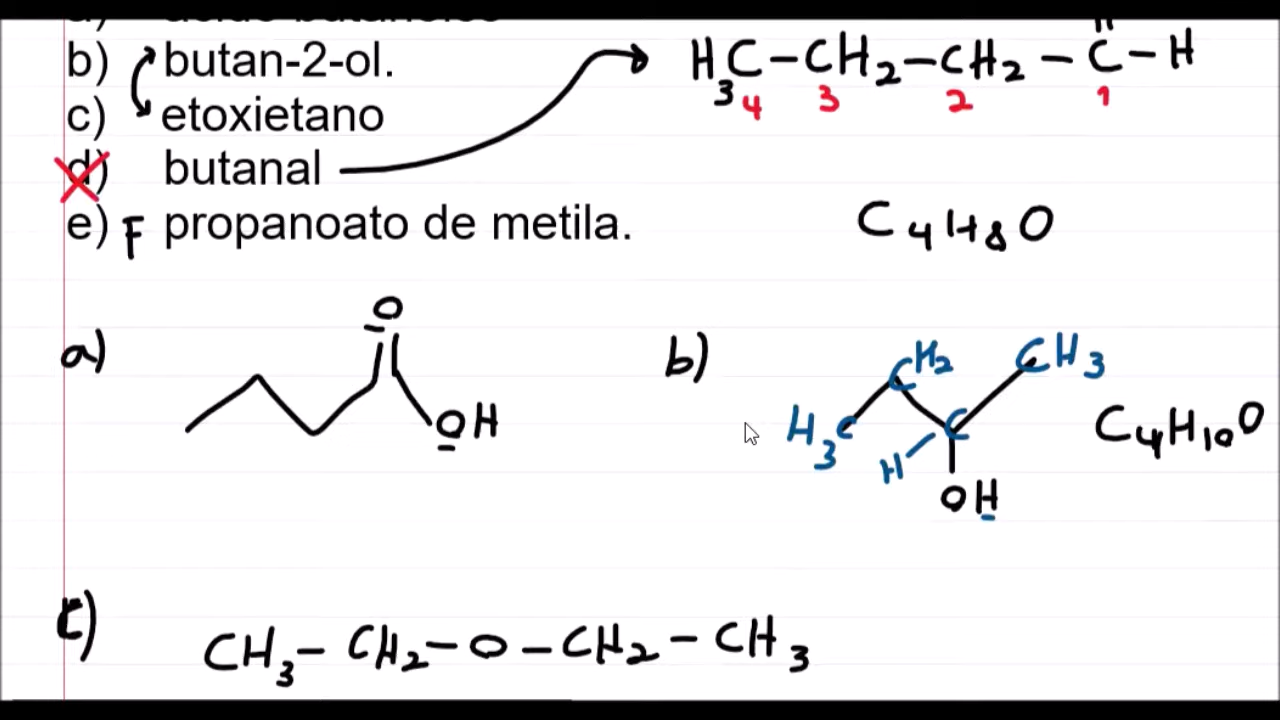 b) butan-2-ol.
H₃C-CH₂-CH₂-C-H
4 3 2 1
c) etoxietano
d) butanal
e) F propanoato de metila.
C₄H₈O
a)
O
OH
b)
CH₂
CH₃
H₃C
C
H
OH
C₄H₁₀O
c)
CH₃-CH₂-O-CH₂-CH₃